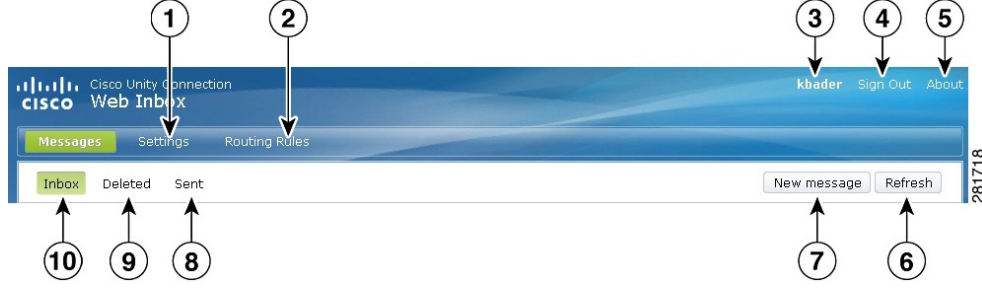 1 2 3 4 5
Cisco Unity Connection
CISCO Web Inbox
kbader Sign Out About
Messages Settings Routing Rules
Inbox Deleted Sent New message Refresh
281718
10 9 8 7 6